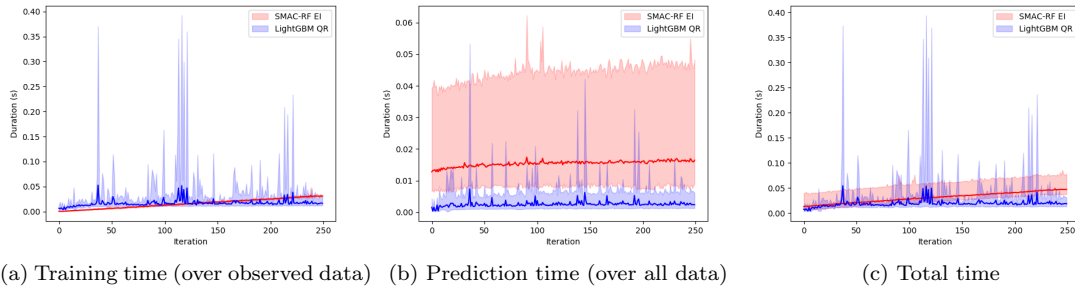 SMAC-RF EI
LightGBM QR
0.40
0.35
0.30
0.25
0.20
0.15
0.10
0.05
0.00
Duration (s)
0 50 100 150 200 250
Iteration
(a) Training time (over observed data)
SMAC-RF EI
LightGBM QR
0.06
0.05
0.04
0.03
0.02
0.01
0.00
Duration (s)
0 50 100 150 200 250
Iteration
(b) Prediction time (over all data)
SMAC-RF EI
LightGBM QR
0.40
0.35
0.30
0.25
0.20
0.15
0.10
0.05
0.00
Duration (s)
0 50 100 150 200 250
Iteration
(c) Total time